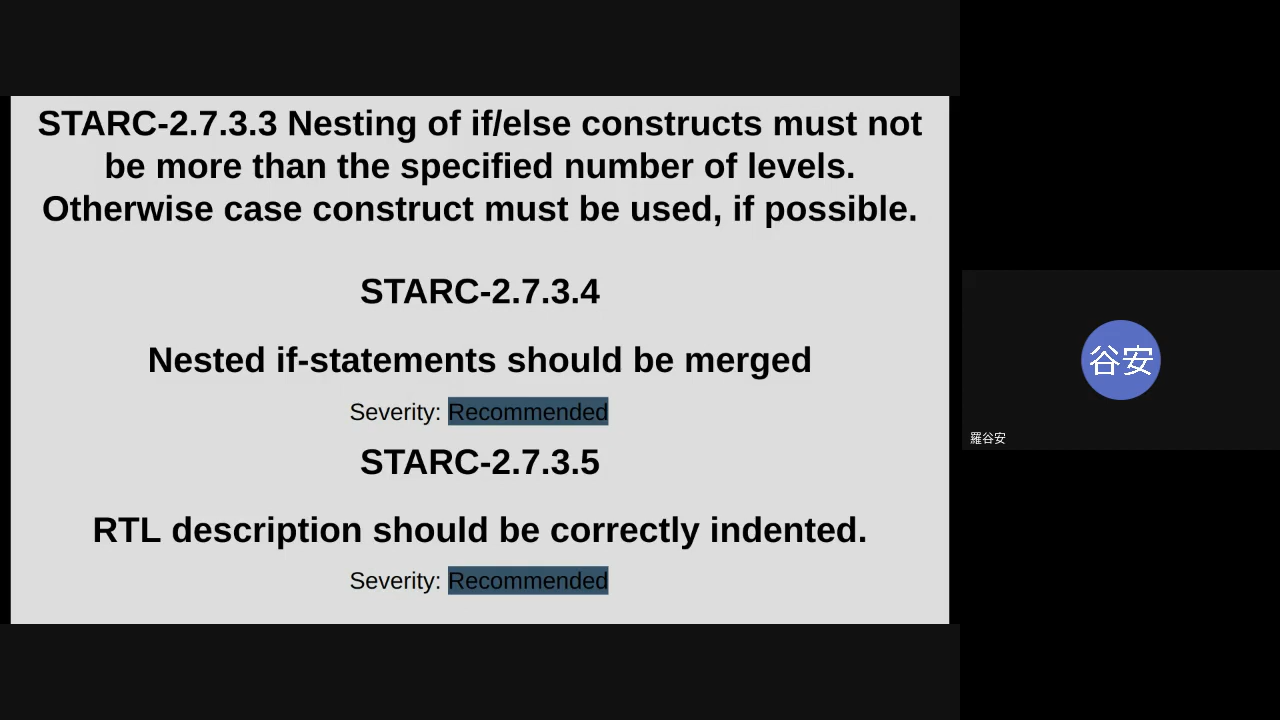 STARC-2.7.3.3 Nesting of if/else constructs must not
be more than the specified number of levels.
Otherwise case construct must be used, if possible.
STARC-2.7.3.4
Nested if-statements should be merged
Severity: Recommended
STARC-2.7.3.5
RTL description should be correctly indented.
Severity: Recommended
谷安
羅谷安